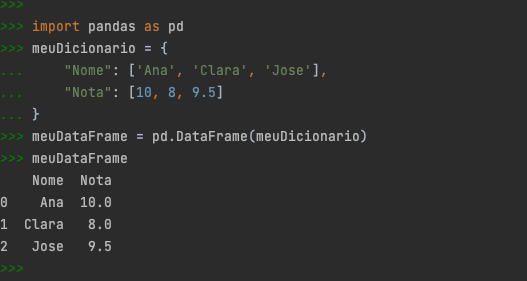 >>>
>>> import pandas as pd
>>> meuDicionario = {
...     "Nome": ['Ana', 'Clara', 'Jose'],
...     "Nota": [10, 8, 9.5]
... }
>>> meuDataFrame = pd.DataFrame(meuDicionario)
>>> meuDataFrame
    Nome  Nota
0    Ana  10.0
1  Clara   8.0
2   Jose   9.5
>>>